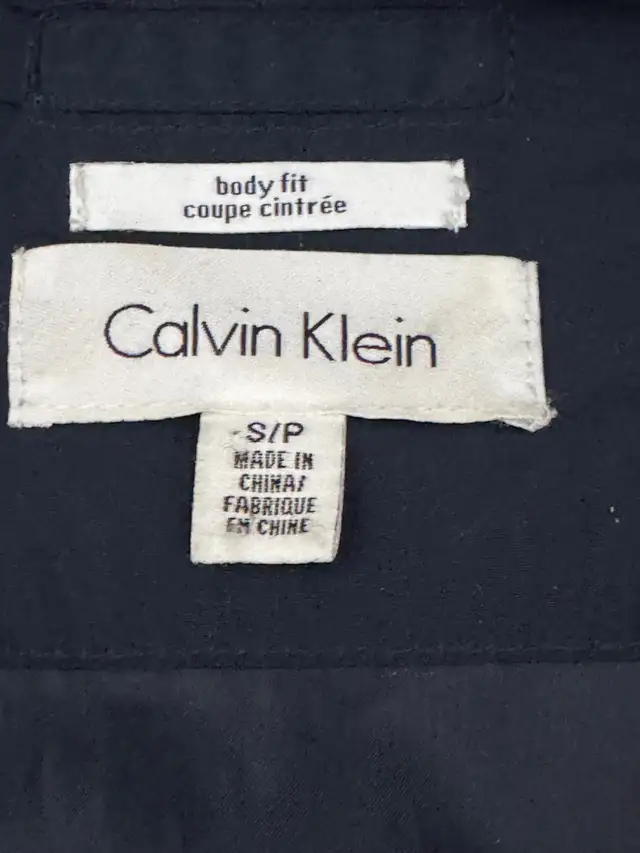 body fit
coupe cintrée
Calvin Klein
S/P
MADE IN
CHINA/
FABRIQUE
EN CHINE